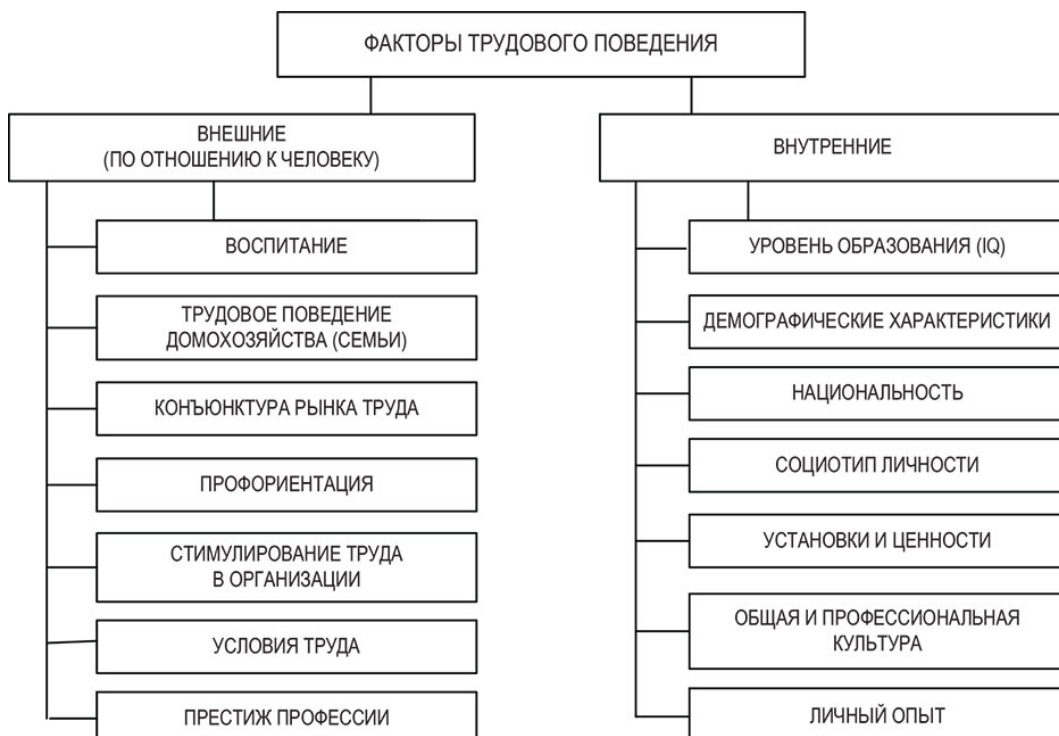 ФАКТОРЫ ТРУДОВОГО ПОВЕДЕНИЯ
ВНЕШНИЕ
(ПО ОТНОШЕНИЮ К ЧЕЛОВЕКУ)
ВОСПИТАНИЕ
ТРУДОВОЕ ПОВЕДЕНИЕ
ДОМОХОЗЯЙСТВА (СЕМЬИ)
КОНЪЮНКТУРА РЫНКА ТРУДА
ПРОФОРИЕНТАЦИЯ
СТИМУЛИРОВАНИЕ ТРУДА
В ОРГАНИЗАЦИИ
УСЛОВИЯ ТРУДА
ПРЕСТИЖ ПРОФЕССИИ
ВНУТРЕННИЕ
УРОВЕНЬ ОБРАЗОВАНИЯ (IQ)
ДЕМОГРАФИЧЕСКИЕ ХАРАКТЕРИСТИКИ
НАЦИОНАЛЬНОСТЬ
СОЦИОТИП ЛИЧНОСТИ
УСТАНОВКИ И ЦЕННОСТИ
ОБЩАЯ И ПРОФЕССИОНАЛЬНАЯ
КУЛЬТУРА
ЛИЧНЫЙ ОПЫТ